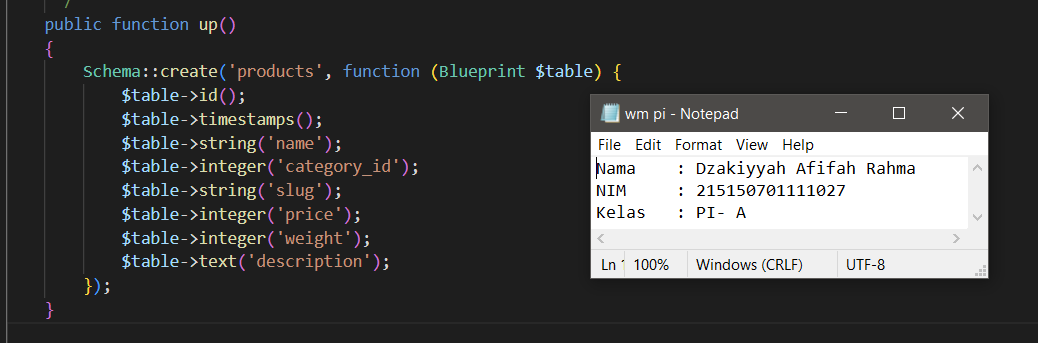 /
public function up()
{
Schema::create('products', function (Blueprint $table) {
$table->id();
$table->timestamps();
$table->string('name');
$table->integer('category_id');
$table->string('slug');
$table->integer('price');
$table->integer('weight');
$table->text('description');
});
}
wm pi - Notepad
File Edit Format View Help
Nama : Dzakiyyah Afifah Rahma
NIM : 215150701111027
Kelas : PI- A
Ln 100% Windows (CRLF) UTF-8